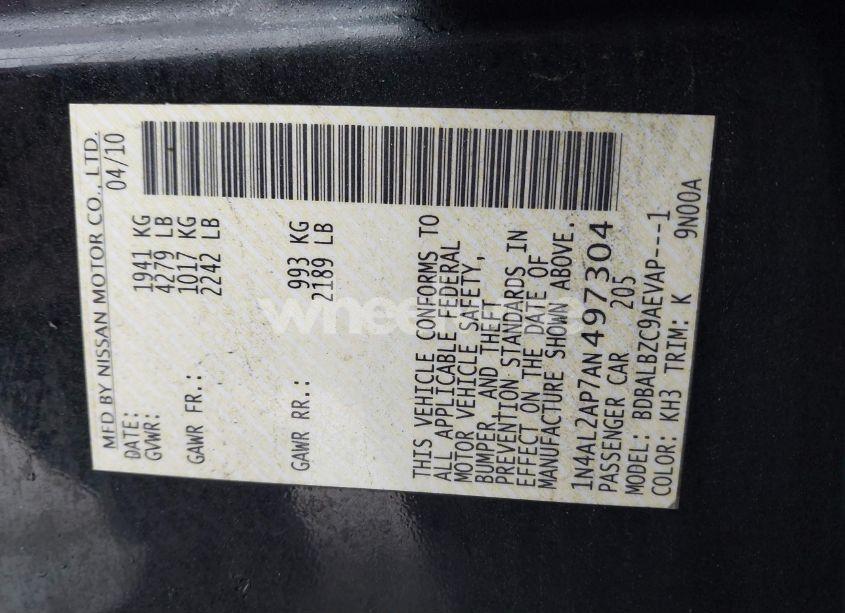 MFD BY NISSAN MOTOR CO., LTD.
DATE: 04/10
GVWR: 1941 KG
4279 LB
GAWR FR.: 1017 KG
2242 LB
GAWR RR.: 993 KG
2189 LB
THIS VEHICLE CONFORMS TO
ALL APPLICABLE FEDERAL
MOTOR VEHICLE SAFETY,
BUMPER, AND THEFT
PREVENTION STANDARDS IN
EFFECT ON THE DATE OF
MANUFACTURE SHOWN ABOVE.
1N4AL2AP7AN497304
PASSENGER CAR 205
MODEL: BDBALBZC9AEVAP---1
COLOR: KH3 TRIM: K 9N00A